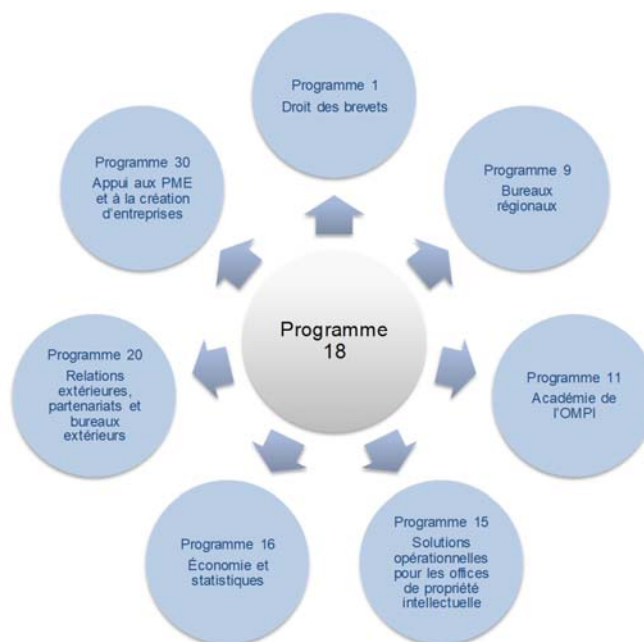 Programme 1
Droit des brevets
Programme 30
Appui aux PME
et à la création
d'entreprises
Programme 9
Bureaux
régionaux
Programme
18
Programme 20
Relations
extérieures,
partenariats et
bureaux
extérieurs
Programme 11
Académie de
l'OMPI
Programme 16
Économie et
statistiques
Programme 15
Solutions
opérationnelles
pour les offices
de propriété
intellectuelle